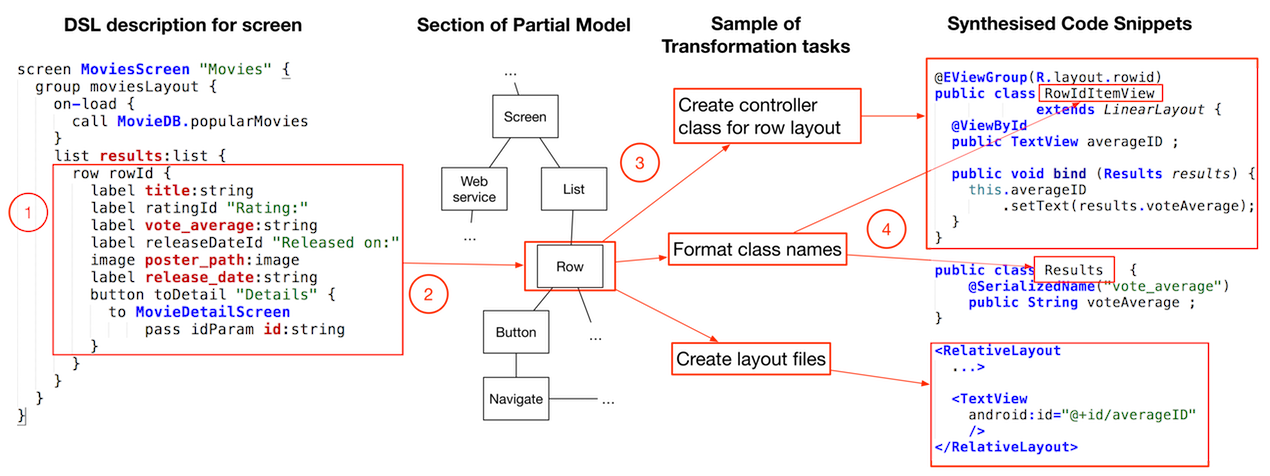 DSL description for screen
screen MoviesScreen "Movies" {
group moviesLayout {
on-load {
call MovieDB.popularMovies
}
list results:list {
row rowId {
label title:string
label ratingId "Rating:"
label vote_average:string
label releaseDateId "Released on:"
image poster_path:image
label release_date:string
button toDetail "Details" {
to MovieDetailScreen
pass idParam id:string
}
}
}
}
}
1
2
Section of Partial Model
...
Screen
Web
service
List
...
Row
Button
...
Navigate
...
Sample of
Transformation tasks
Create controller
class for row layout
3
Format class names
4
Create layout files
Synthesised Code Snippets
@EViewGroup(R.layout.rowid)
public class RowIdItemView
extends LinearLayout {
@ViewById
public TextView averageID ;
public void bind (Results results) {
this.averageID
.setText(results.voteAverage);
}
}
public class Results {
@SerializedName("vote_average")
public String voteAverage ;
}
<RelativeLayout
...>
<TextView
android:id="@+id/averageID"
/>
</RelativeLayout>